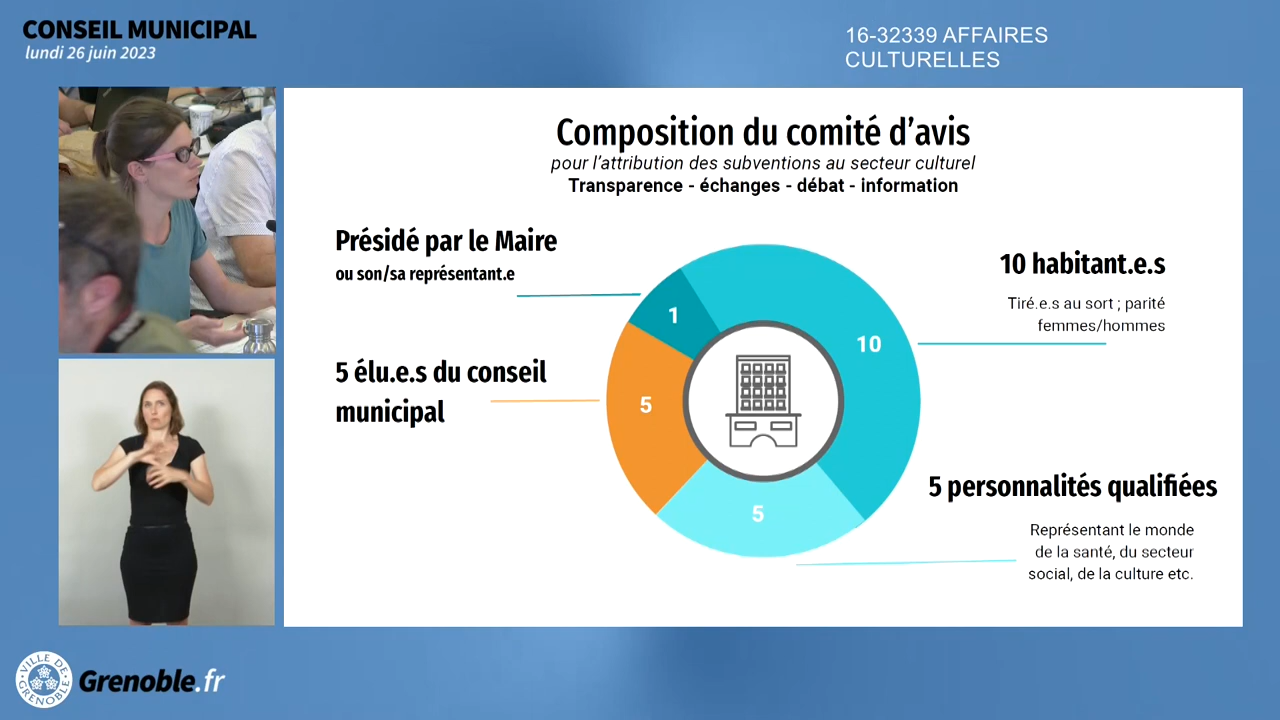 CONSEIL MUNICIPAL
lundi 26 juin 2023
16-32339 AFFAIRES
CULTURELLES
Composition du comité d’avis
pour l’attribution des subventions au secteur culturel
Transparence - échanges - débat - information
Présidé par le Maire
ou son/sa représentant.e
10 habitant.e.s
Tiré.e.s au sort ; parité
femmes/hommes
1
10
5 élu.e.s du conseil
municipal
5
5
5 personnalités qualifiées
Représentant le monde
de la santé, du secteur
social, de la culture etc.
VILLE DE
GRENOBLE
Grenoble.fr